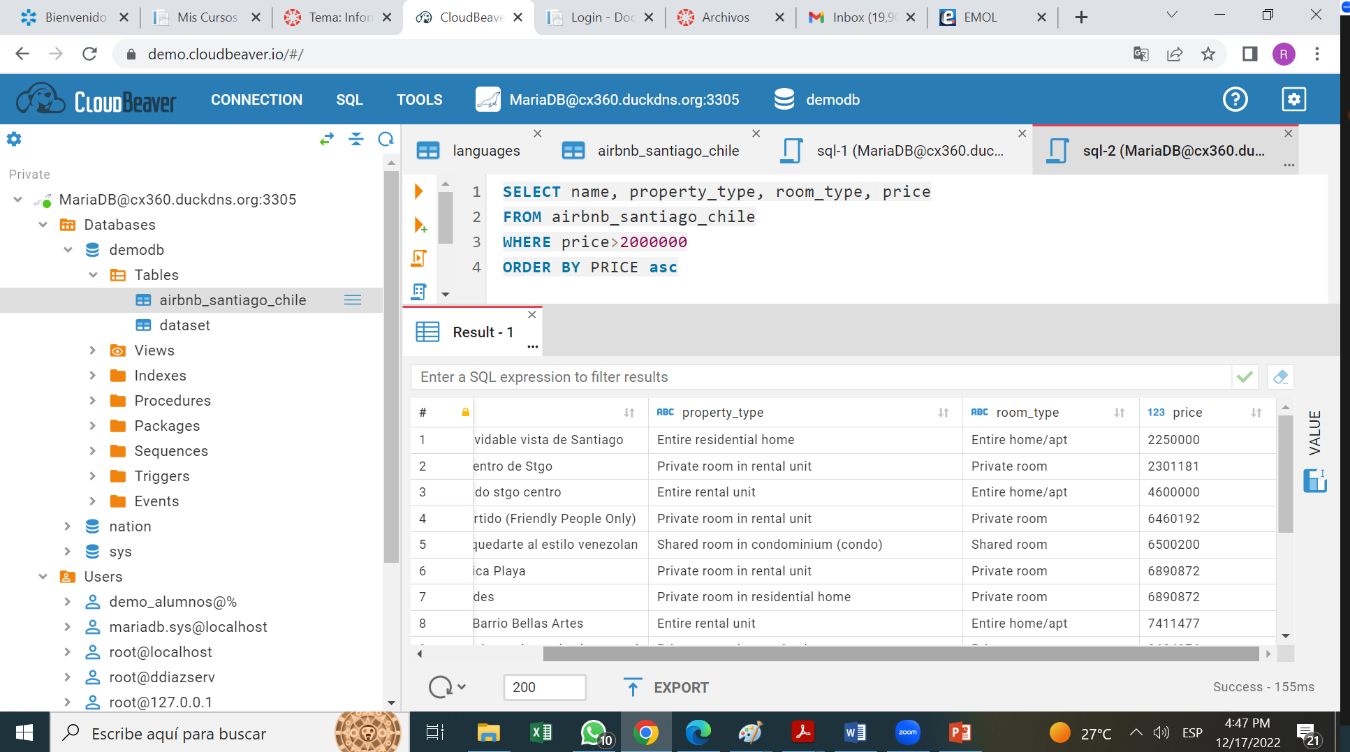 Bienvenido
Mis Cursos
Tema: Infor
CloudBeave
Login - Doc
Archivos
Inbox (19,9
EMOL
demo.cloudbeaver.io/#/
R
CLOUDBEAVER
CONNECTION
SQL
TOOLS
MariaDB@cx360.duckdns.org:3305
demodb
Private
MariaDB@cx360.duckdns.org:3305
Databases
demodb
Tables
airbnb_santiago_chile
dataset
Views
Indexes
Procedures
Packages
Sequences
Triggers
Events
nation
sys
Users
demo_alumnos@%
mariadb.sys@localhost
root@localhost
root@ddiazserv
root@127.0.0.1
languages
airbnb_santiago_chile
sql-1 (MariaDB@cx360.duc...
sql-2 (MariaDB@cx360.du...
1 SELECT name, property_type, room_type, price
2 FROM airbnb_santiago_chile
3 WHERE price>2000000
4 ORDER BY PRICE asc
Result - 1
Enter a SQL expression to filter results
# ABC property_type ABC room_type 123 price
1 vidable vista de Santiago Entire residential home Entire home/apt 2250000
2 entro de Stgo Private room in rental unit Private room 2301181
3 do stgo centro Entire rental unit Entire home/apt 4600000
4 rtido (Friendly People Only) Private room in rental unit Private room 6460192
5 quedarte al estilo venezolan Shared room in condominium (condo) Shared room 6500200
6 ica Playa Private room in rental unit Private room 6890872
7 des Private room in residential home Private room 6890872
8 Barrio Bellas Artes Entire rental unit Entire home/apt 7411477
VALUE
200
EXPORT
Success - 155ms
Escribe aquí para buscar
10
zoom
27°C
ESP
4:47 PM
12/17/2022
21